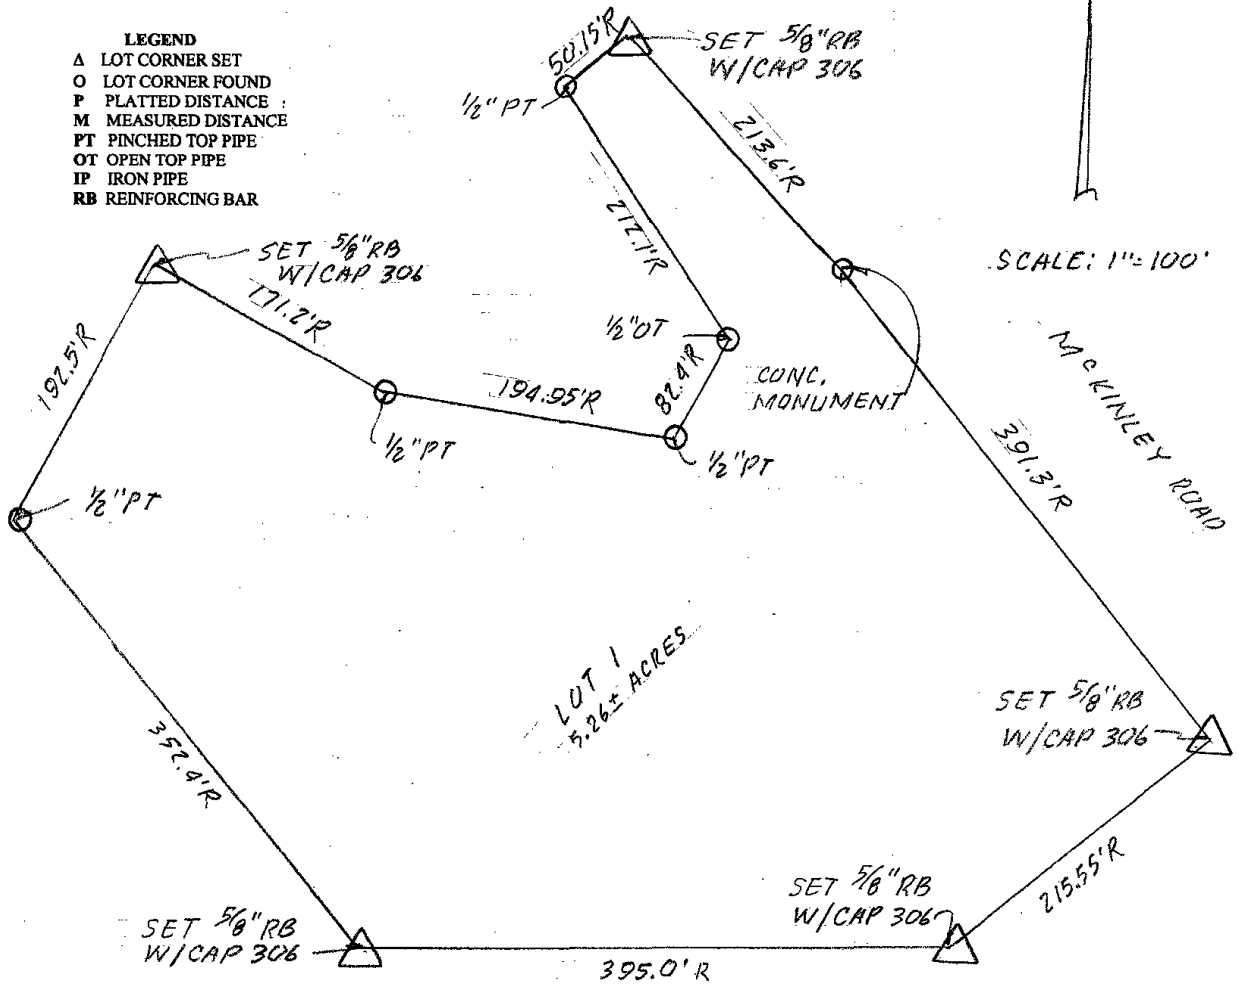 LEGEND
Δ LOT CORNER SET
O LOT CORNER FOUND
P PLATTED DISTANCE :
M MEASURED DISTANCE
PT PINCHED TOP PIPE
OT OPEN TOP PIPE
IP IRON PIPE
RB REINFORCING BAR
50.15'R
SET 5/8"RB
W/CAP 306
1/2" PT
213.6'R
212.1'R
SCALE: 1"=100'
SET 5/8"RB
W/CAP 306
171.2'R
192.5'R
1/2"OT
82.4'R
CONC.
MONUMENT
McKINLEY ROAD
194.95'R
1/2"PT
1/2"PT
391.3'R
1/2"PT
LOT 1
5.26± ACRES
352.4'R
SET 5/8"RB
W/CAP 306
215.55'R
SET 5/8"RB
W/CAP 306
SET 5/8"RB
W/CAP 306
395.0'R